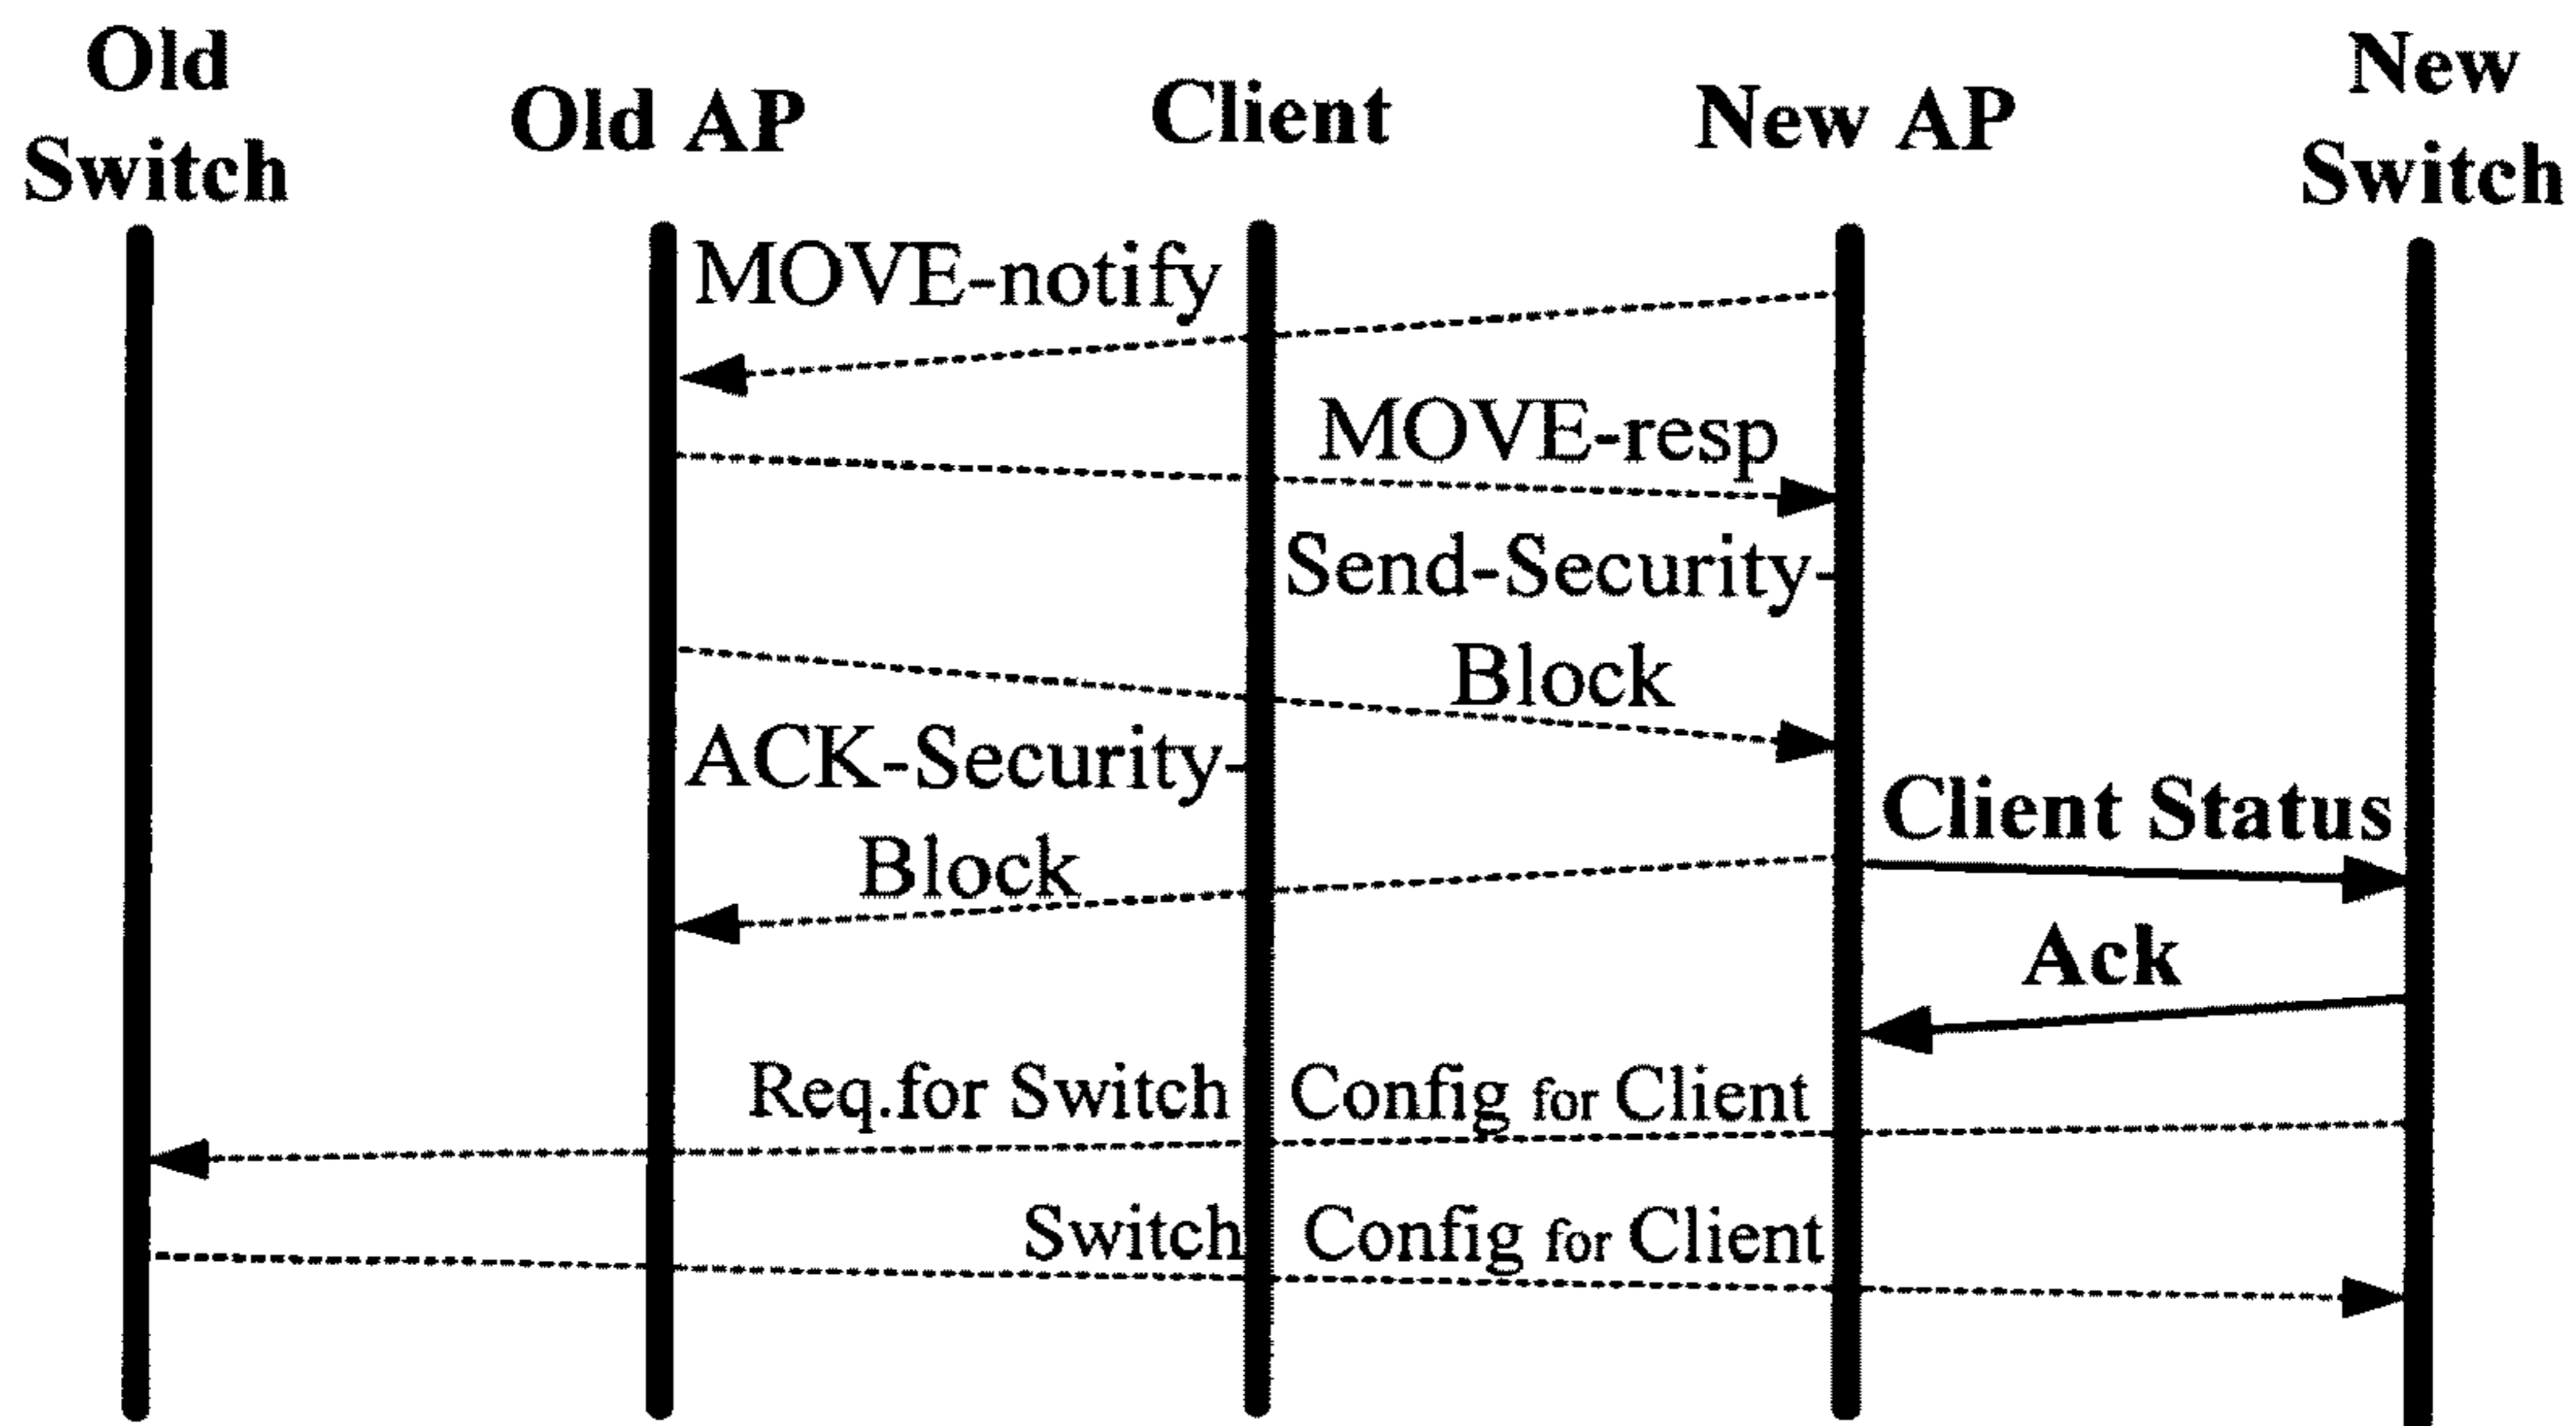 Old
Switch
Old AP
Client
New AP
New
Switch
MOVE-notify
MOVE-resp
Send-Security-
Block
ACK-Security-
Block
Client Status
Ack
Req.for Switch Config for Client
Switch Config for Client